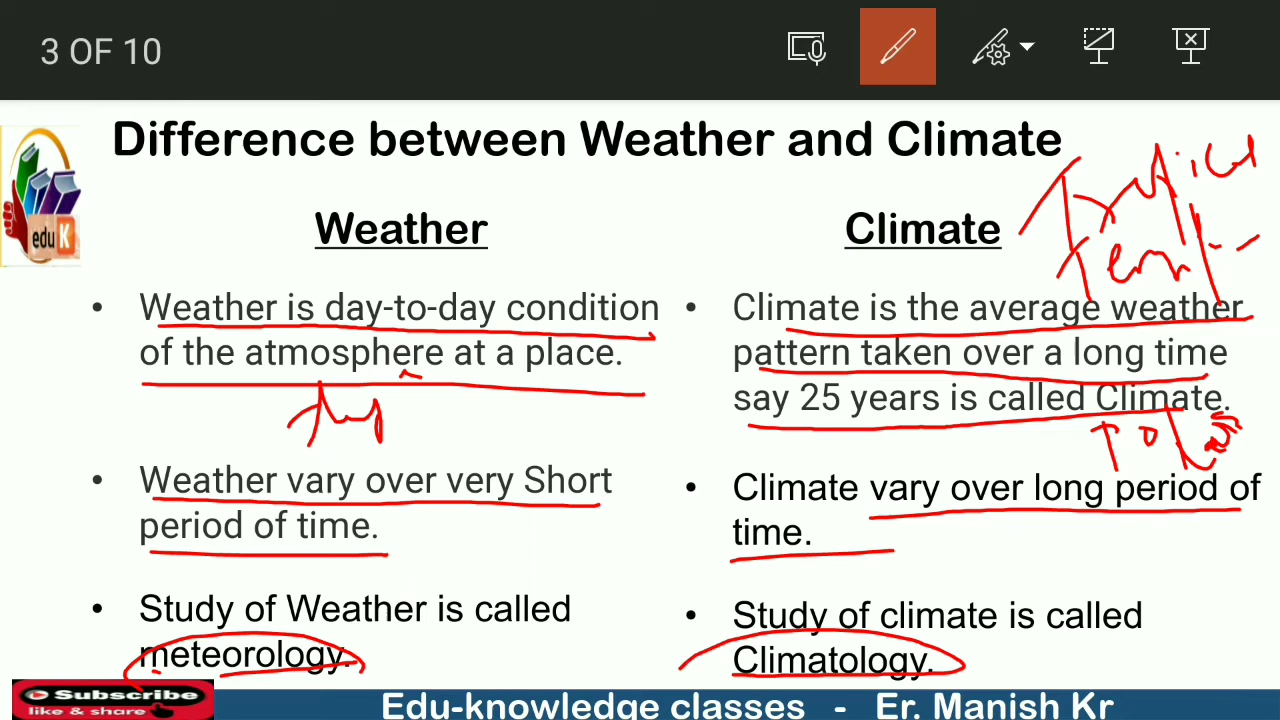 3 OF 10
Difference between Weather and Climate
edu K
Weather
• Weather is day-to-day condition
of the atmosphere at a place.
• Weather vary over very Short
period of time.
• Study of Weather is called
meteorology.
Climate
• Climate is the average weather
pattern taken over a long time
say 25 years is called Climate.
• Climate vary over long period of
time.
• Study of climate is called
Climatology.
Subscribe
like & share
Edu-knowledge classes - Er. Manish Kr